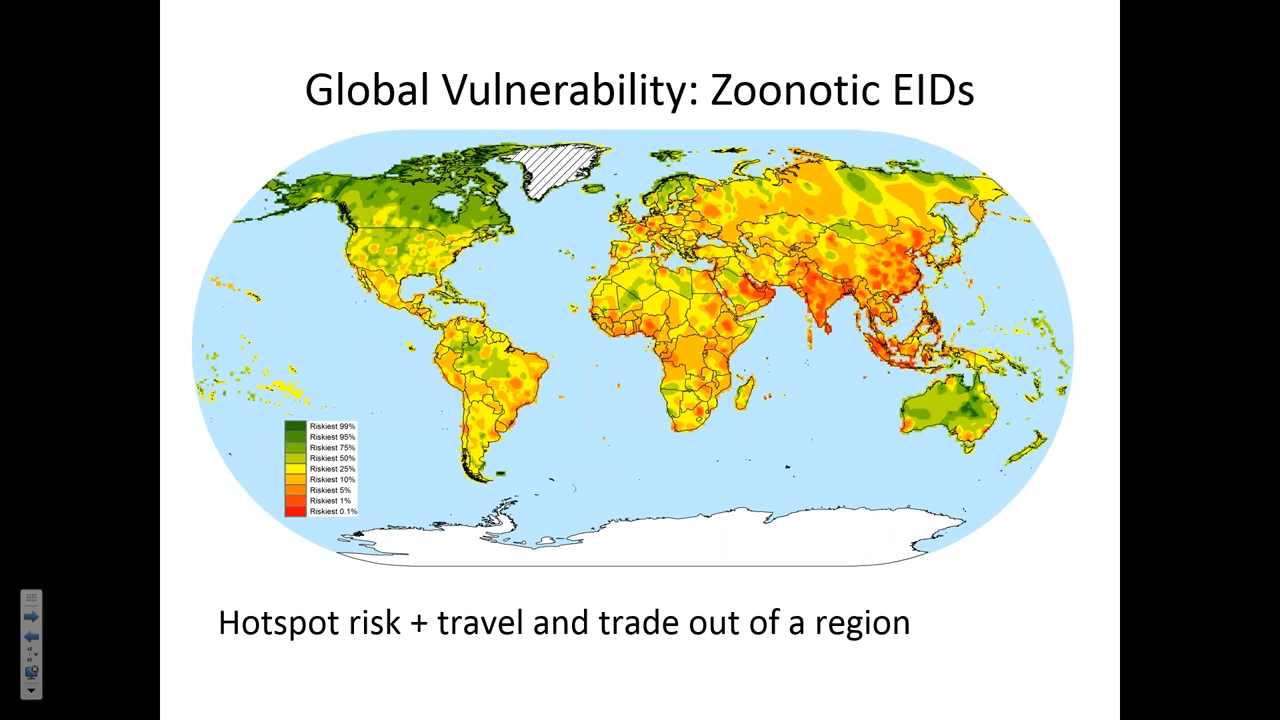 Global Vulnerability: Zoonotic EIDs
Riskiest 99%
Riskiest 95%
Riskiest 75%
Riskiest 50%
Riskiest 25%
Riskiest 10%
Riskiest 5%
Riskiest 1%
Riskiest 0.1%
Hotspot risk + travel and trade out of a region